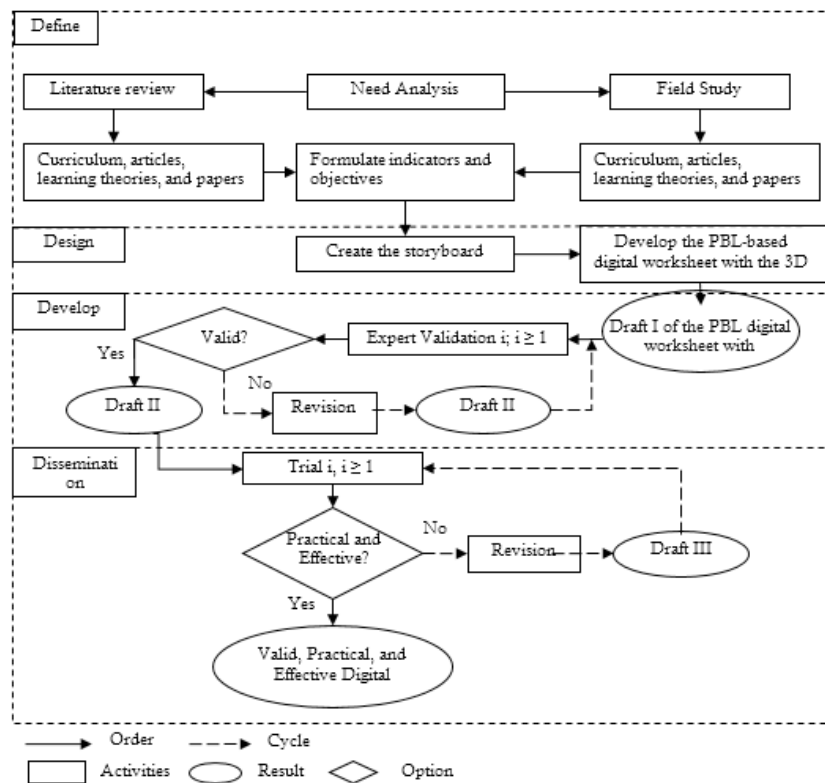 Define
Literature review
Need Analysis
Field Study
Curriculum, articles,
learning theories, and papers
Formulate indicators and
objectives
Curriculum, articles,
learning theories, and papers
Design
Create the storyboard
Develop the PBL-based
digital worksheet with the 3D
Develop
Valid?
Expert Validation i; i ≥ 1
Draft I of the PBL digital
worksheet with
Yes
No
Draft II
Revision
Draft II
Disseminati
on
Trial i, i ≥ 1
Practical and
Effective?
No
Revision
Draft III
Yes
Valid, Practical, and
Effective Digital
Order
Cycle
Activities
Result
Option